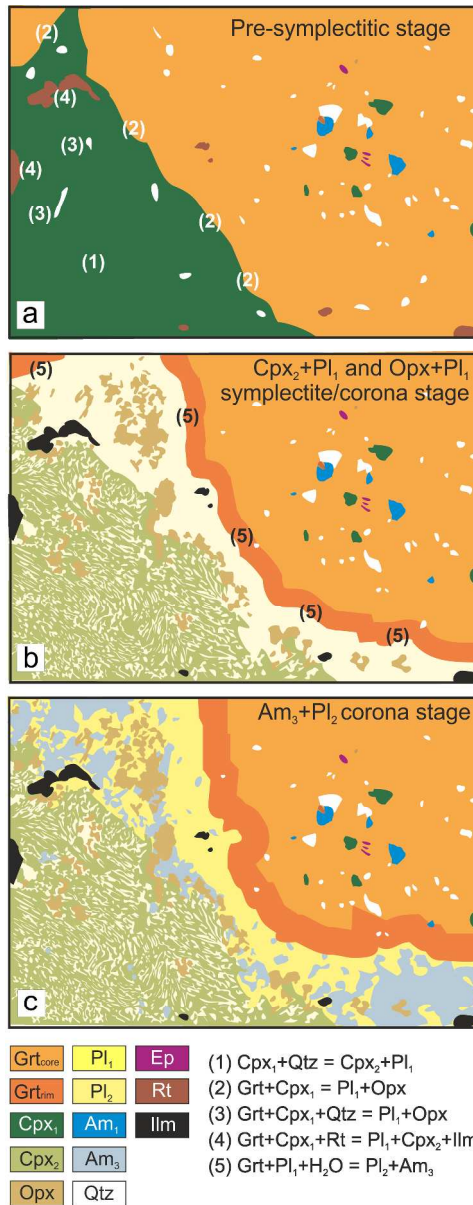 Pre-symplectitic stage
(2)
(4)
(3)
(2)
(4)
(3)
(2)
(1)
(2)
a
(5)
Cpx₂+Pl₁ and Opx+Pl₁
symplectite/corona stage
(5)
(5)
(5)
(5)
b
Am₃+Pl₂ corona stage
c
Grtcore Pl₁ Ep
Grtrim Pl₂ Rt
Cpx₁ Am₁ Ilm
Cpx₂ Am₃
Opx Qtz
(1) Cpx₁+Qtz = Cpx₂+Pl₁
(2) Grt+Cpx₁ = Pl₁+Opx
(3) Grt+Cpx₁+Qtz = Pl₁+Opx
(4) Grt+Cpx₁+Rt = Pl₁+Cpx₂+Ilm
(5) Grt+Pl₁+H₂O = Pl₂+Am₃